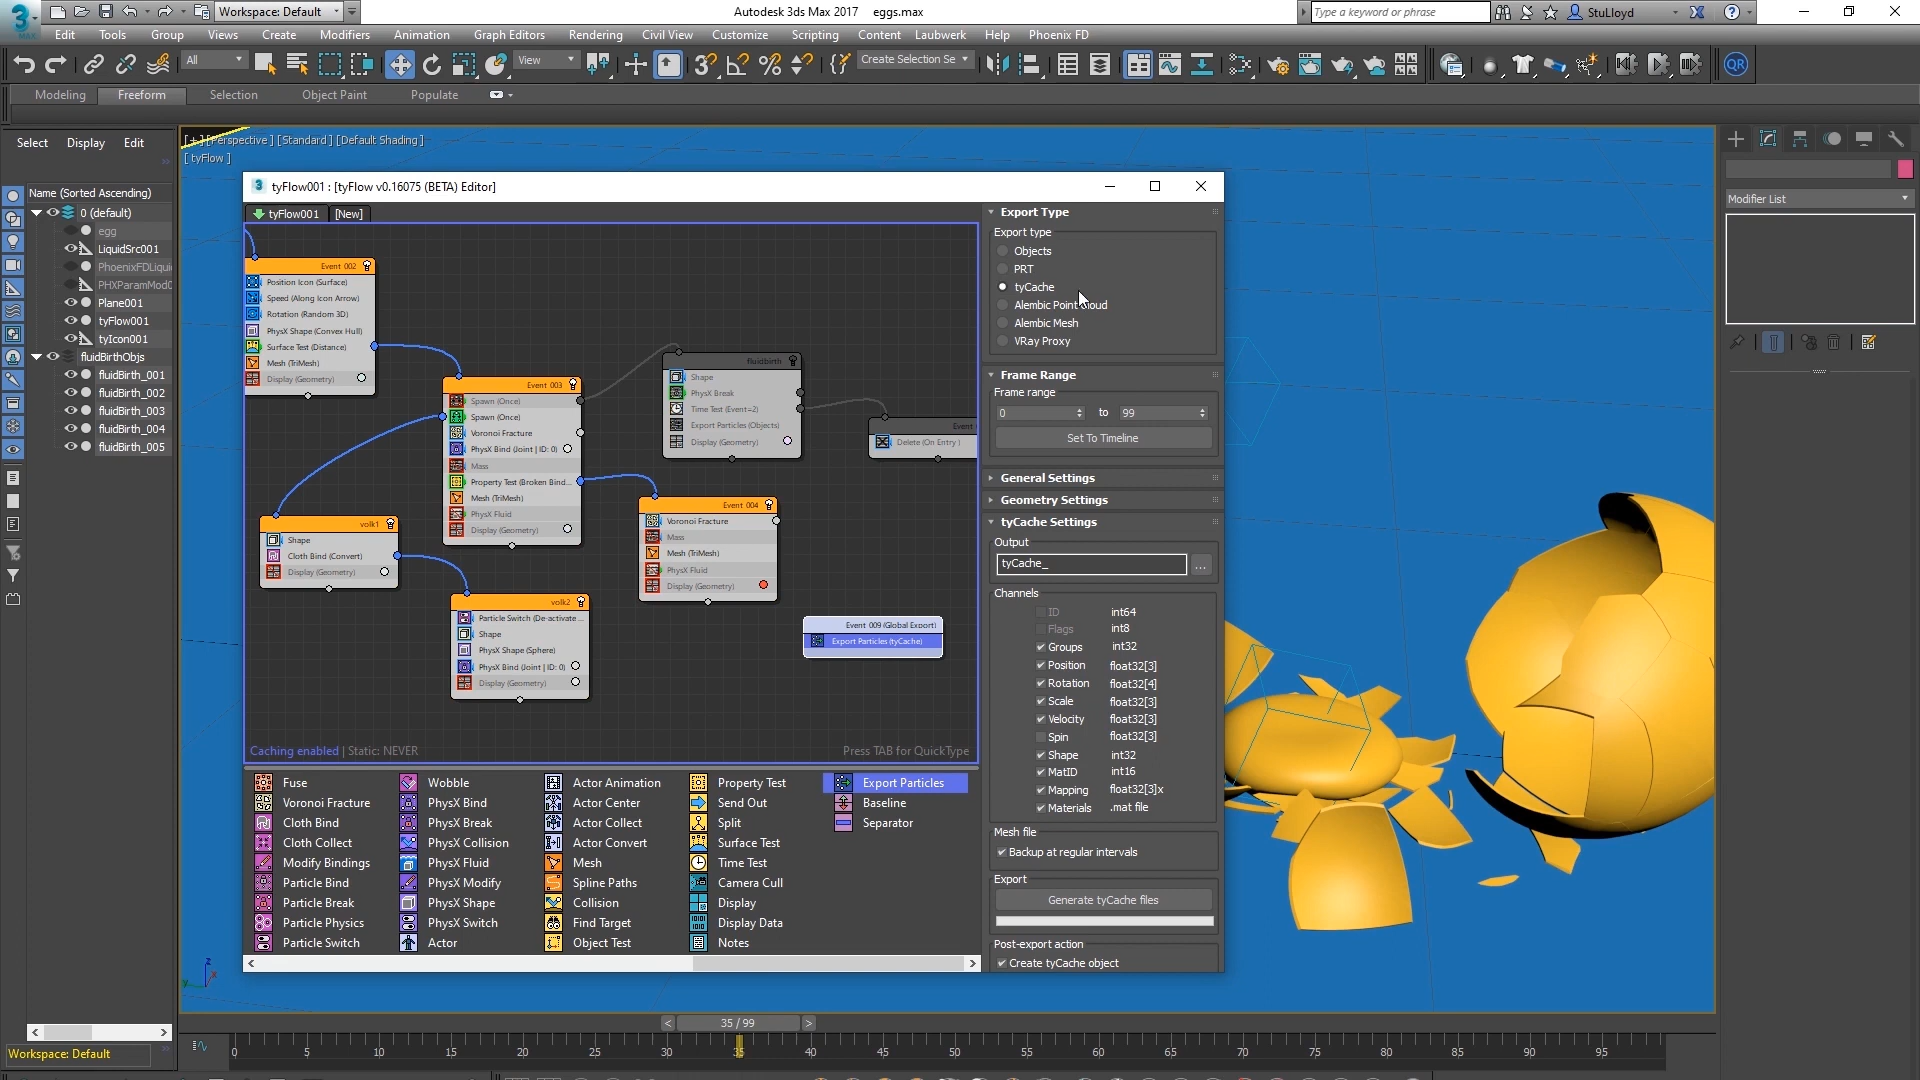 Workspace: Default
Autodesk 3ds Max 2017 eggs.max
Type a keyword or phrase
StuLloyd
MAX
Edit Tools Group Views Create Modifiers Animation Graph Editors Rendering Civil View Customize Scripting Content Laubwerk Help Phoenix FD
All
View
Create Selection Se
QR
Modeling Freeform Selection Object Paint Populate
Select Display Edit
Name (Sorted Ascending)
0 (default)
egg
LiquidSrc001
PhoenixFDLiqui
PHXParamMod0
Plane001
tyFlow001
tyIcon001
fluidBirthObjs
fluidBirth_001
fluidBirth_002
fluidBirth_003
fluidBirth_004
fluidBirth_005
Workspace: Default
[+] [Perspective ] [Standard ] [Default Shading ]
[ tyFlow ]
tyFlow001 : [tyFlow v0.16075 (BETA) Editor]
tyFlow001 [New]
Event 002
Position Icon (Surface)
Speed (Along Icon Arrow)
Rotation (Random 3D)
PhysX Shape (Convex Hull)
Surface Test (Distance)
Mesh (TriMesh)
Display (Geometry)
Event 003
Spawn (Once)
Spawn (Once)
Voronoi Fracture
PhysX Bind (Joint | ID: 0)
Mass
Property Test (Broken Bind...
Mesh (TriMesh)
PhysX Fluid
Display (Geometry)
fluidbirth
Shape
PhysX Break
Time Test (Event=2)
Export Particles (Objects)
Display (Geometry)
Event
Delete (On Entry )
volk1
Shape
Cloth Bind (Convert)
Display (Geometry)
Event 004
Voronoi Fracture
Mass
Mesh (TriMesh)
PhysX Fluid
Display (Geometry)
volk2
Particle Switch (De-activate ...
Shape
PhysX Shape (Sphere)
PhysX Bind (Joint | ID: 0)
Display (Geometry)
Event 009 (Global Export)
Export Particles (tyCache)
Caching enabled | Static: NEVER
Press TAB for QuickType
Fuse Wobble Actor Animation Property Test Export Particles
Voronoi Fracture PhysX Bind Actor Center Send Out Baseline
Cloth Bind PhysX Break Actor Collect Split Separator
Cloth Collect PhysX Collision Actor Convert Surface Test
Modify Bindings PhysX Fluid Mesh Time Test
Particle Bind PhysX Modify Spline Paths Camera Cull
Particle Break PhysX Shape Collision Display
Particle Physics PhysX Switch Find Target Display Data
Particle Switch Actor Object Test Notes
Export Type
Export type
Objects
PRT
tyCache
Alembic Point oud
Alembic Mesh
VRay Proxy
Frame Range
Frame range
0 to 99
Set To Timeline
General Settings
Geometry Settings
tyCache Settings
Output
tyCache_
...
Channels
ID int64
Flags int8
Groups int32
Position float32[3]
Rotation float32[4]
Scale float32[3]
Velocity float32[3]
Spin float32[3]
Shape int32
MatID int16
Mapping float32[3]x
Materials .mat file
Mesh file
Backup at regular intervals
Export
Generate tyCache files
Post-export action
Create tyCache object
Modifier List
z
x
y
< 35 / 99 >
0 5 10 15 20 25 30 35 40 45 50 55 60 65 70 75 80 85 90 95